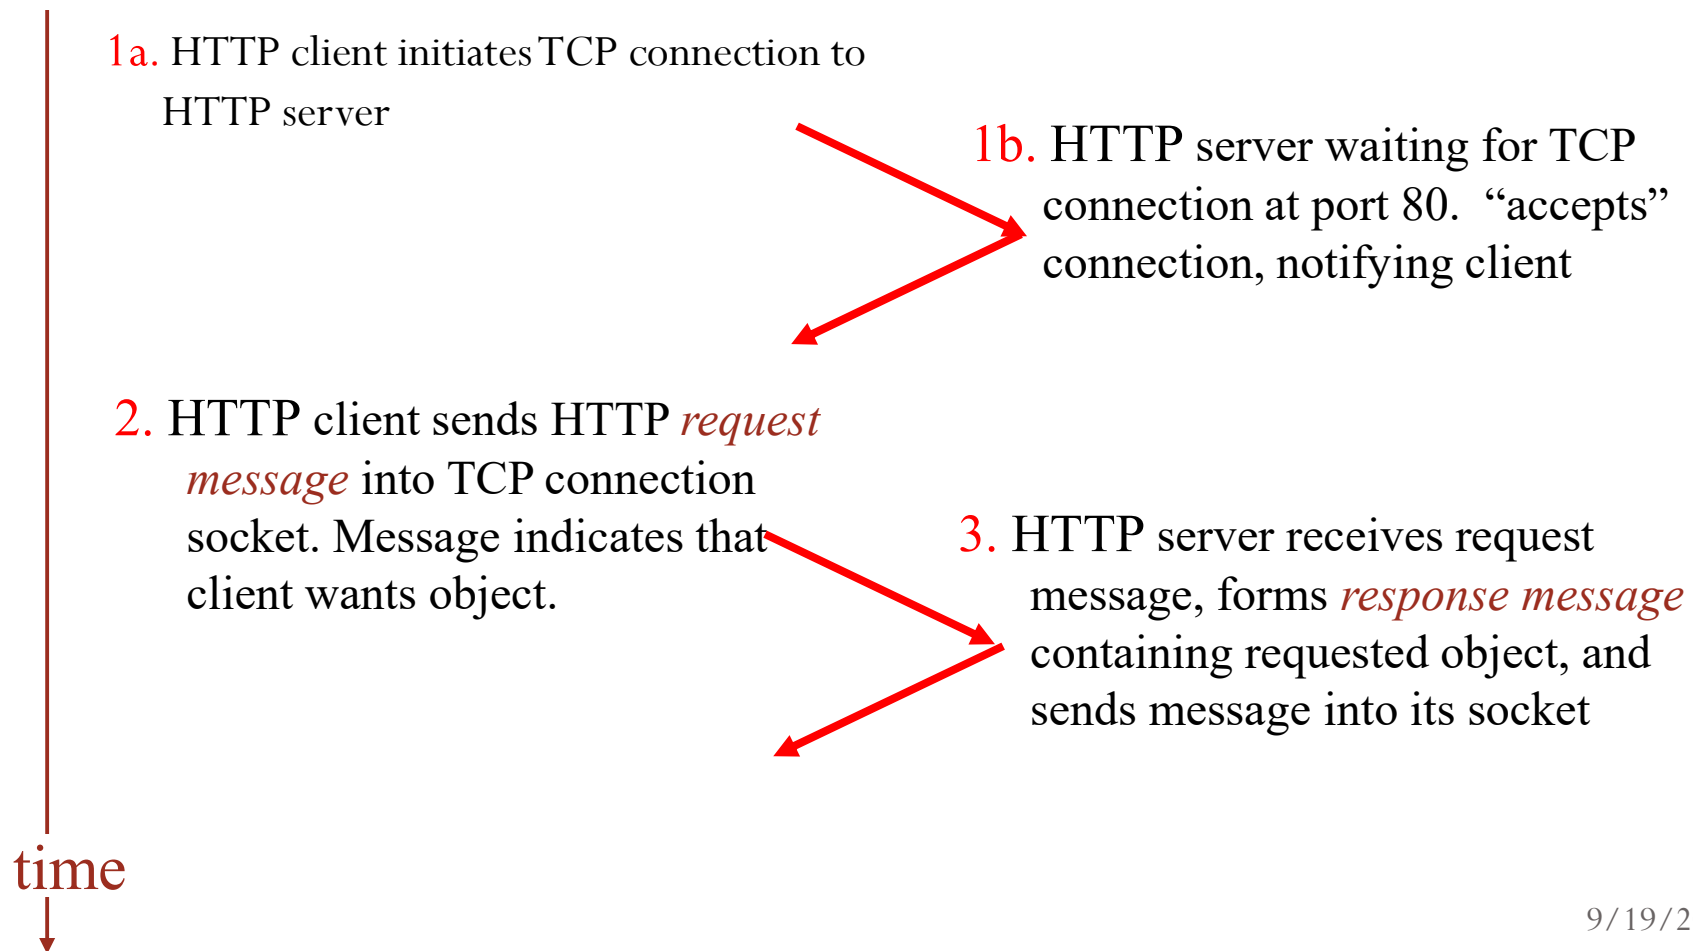 1a. HTTP client initiates TCP connection to
HTTP server
1b. HTTP server waiting for TCP
connection at port 80. “accepts”
connection, notifying client
2. HTTP client sends HTTP request
message into TCP connection
socket. Message indicates that
client wants object.
3. HTTP server receives request
message, forms response message
containing requested object, and
sends message into its socket
time
9/19/2